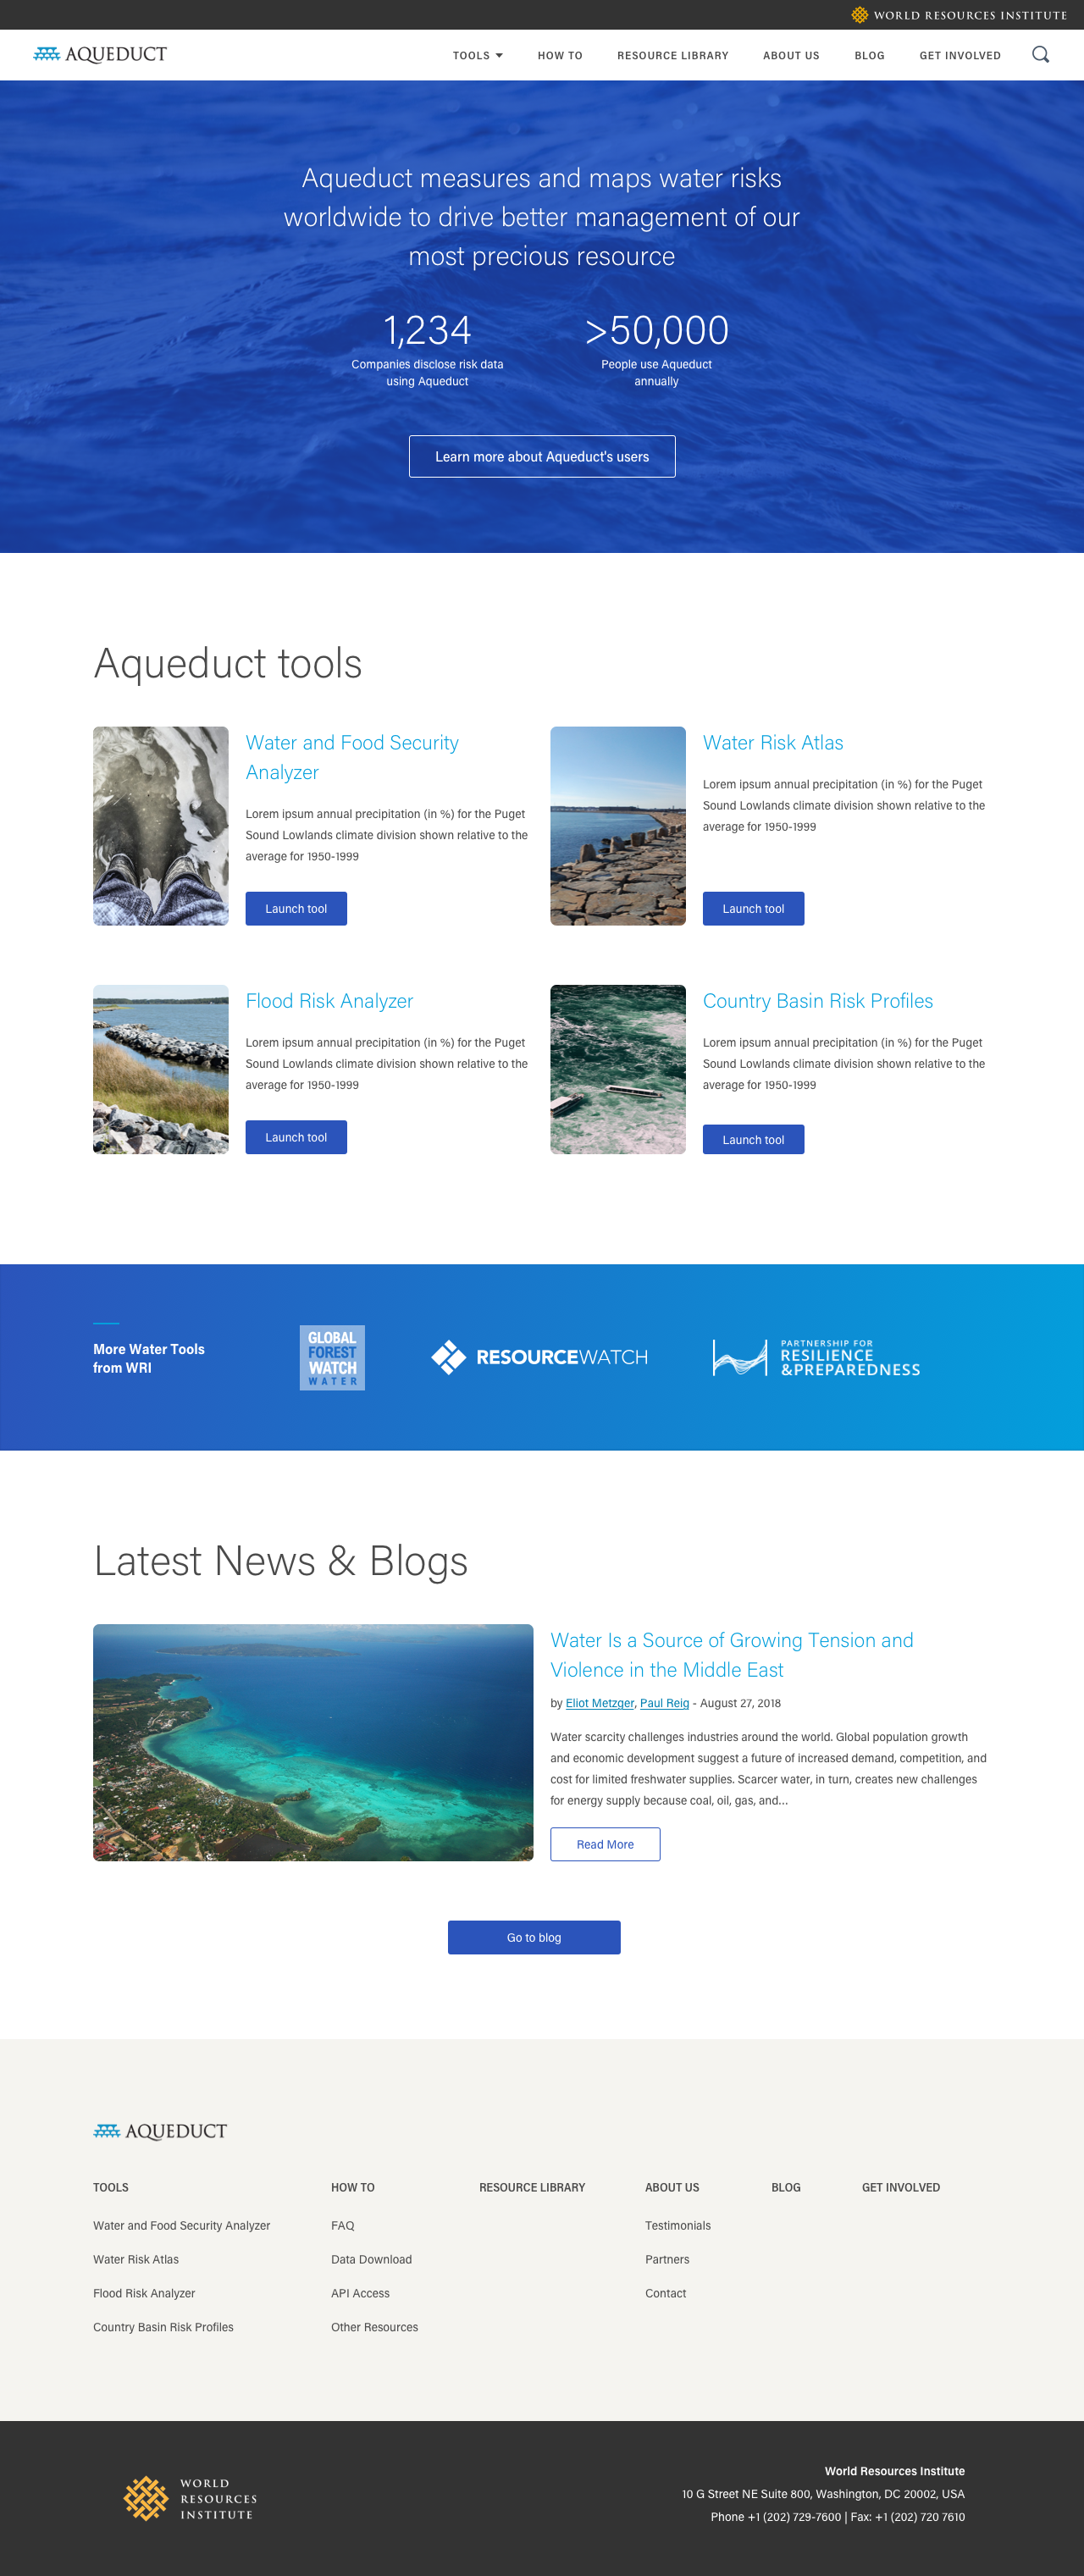 WORLD RESOURCES INSTITUTE
AQUEDUCT
TOOLS
HOW TO
RESOURCE LIBRARY
ABOUT US
BLOG
GET INVOLVED
Aqueduct measures and maps water risks
worldwide to drive better management of our
most precious resource
1,234
Companies disclose risk data
using Aqueduct
>50,000
People use Aqueduct
annually
Learn more about Aqueduct's users
Aqueduct tools
Water and Food Security
Analyzer
Lorem ipsum annual precipitation (in %) for the Puget
Sound Lowlands climate division shown relative to the
average for 1950-1999
Launch tool
Water Risk Atlas
Lorem ipsum annual precipitation (in %) for the Puget
Sound Lowlands climate division shown relative to the
average for 1950-1999
Launch tool
Flood Risk Analyzer
Lorem ipsum annual precipitation (in %) for the Puget
Sound Lowlands climate division shown relative to the
average for 1950-1999
Launch tool
Country Basin Risk Profiles
Lorem ipsum annual precipitation (in %) for the Puget
Sound Lowlands climate division shown relative to the
average for 1950-1999
Launch tool
More Water Tools
from WRI
GLOBAL
FOREST
WATCH
WATER
RESOURCEWATCH
PARTNERSHIP FOR
RESILIENCE
&PREPAREDNESS
Latest News & Blogs
Water Is a Source of Growing Tension and
Violence in the Middle East
by Eliot Metzger, Paul Reig - August 27, 2018
Water scarcity challenges industries around the world. Global population growth
and economic development suggest a future of increased demand, competition, and
cost for limited freshwater supplies. Scarcer water, in turn, creates new challenges
for energy supply because coal, oil, gas, and...
Read More
Go to blog
AQUEDUCT
TOOLS
Water and Food Security Analyzer
Water Risk Atlas
Flood Risk Analyzer
Country Basin Risk Profiles
HOW TO
FAQ
Data Download
API Access
Other Resources
RESOURCE LIBRARY
ABOUT US
Testimonials
Partners
Contact
BLOG
GET INVOLVED
WORLD
RESOURCES
INSTITUTE
World Resources Institute
10 G Street NE Suite 800, Washington, DC 20002, USA
Phone +1 (202) 729-7600 | Fax: +1 (202) 720 7610